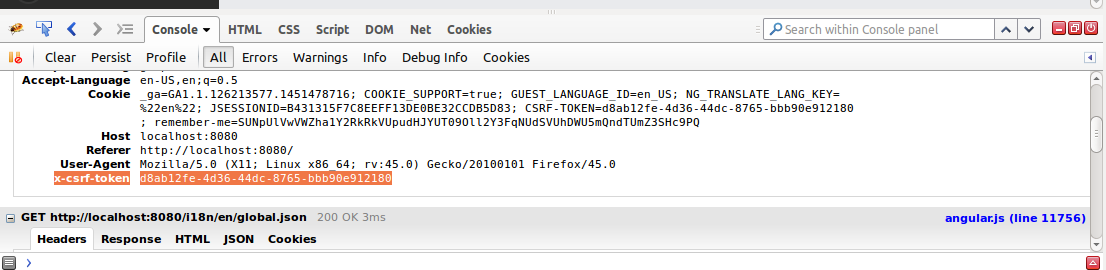 Console HTML CSS Script DOM Net Cookies Search within Console panel
Clear Persist Profile All Errors Warnings Info Debug Info Cookies
Accept-Language en-US,en;q=0.5
Cookie _ga=GA1.1.126213577.1451478716; COOKIE_SUPPORT=true; GUEST_LANGUAGE_ID=en_US; NG_TRANSLATE_LANG_KEY=
%22en%22; JSESSIONID=B431315F7C8EEFF13DE0BE32CCDB5D83; CSRF-TOKEN=d8ab12fe-4d36-44dc-8765-bbb90e912180
; remember-me=SUNpUlVwVWZha1Y2RkRkVUpudHJYUT09Oll2Y3FqNUdSVUhDWU5mQndTUmZ3SHc9PQ
Host localhost:8080
Referer http://localhost:8080/
User-Agent Mozilla/5.0 (X11; Linux x86_64; rv:45.0) Gecko/20100101 Firefox/45.0
x-csrf-token d8ab12fe-4d36-44dc-8765-bbb90e912180
GET http://localhost:8080/i18n/en/global.json 200 OK 3ms angular.js (line 11756)
Headers Response HTML JSON Cookies